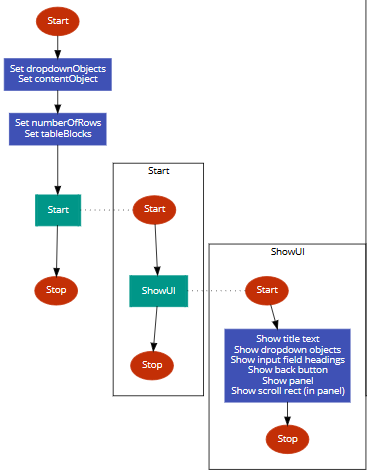 Start
Set dropdownObjects
Set contentObject
Set numberOfRows
Set tableBlocks
Start
Stop
Start
Start
ShowUI
Stop
ShowUI
Start
Show title text
Show dropdown objects
Show input field headings
Show back button
Show panel
Show scroll rect (in panel)
Stop